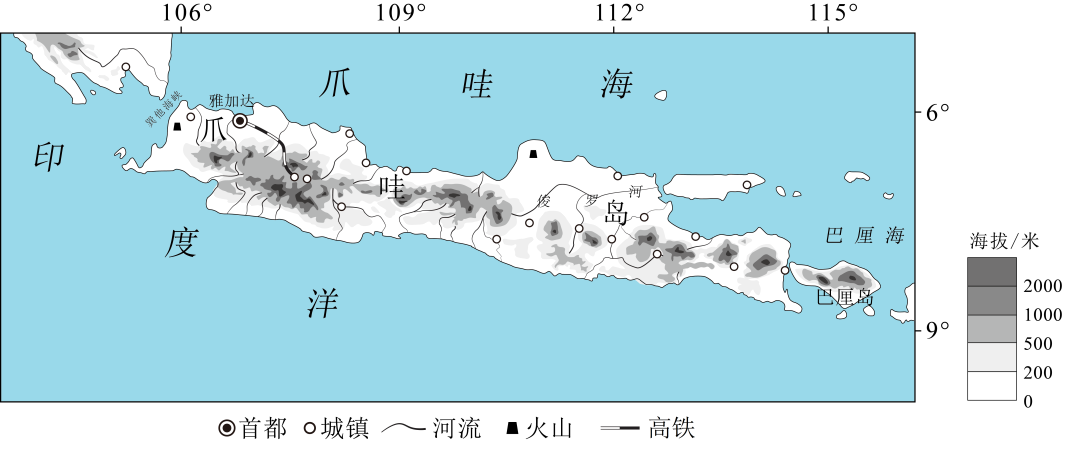 106° 109° 112° 115°
爪 哇 海
巽他海峡
雅加达
6°
印
爪
哇
梭 罗 河
岛
度
巴 厘 海
海拔/米
洋
巴厘岛
9°
2000
1000
500
200
0
首都 城镇 河流 火山 高铁